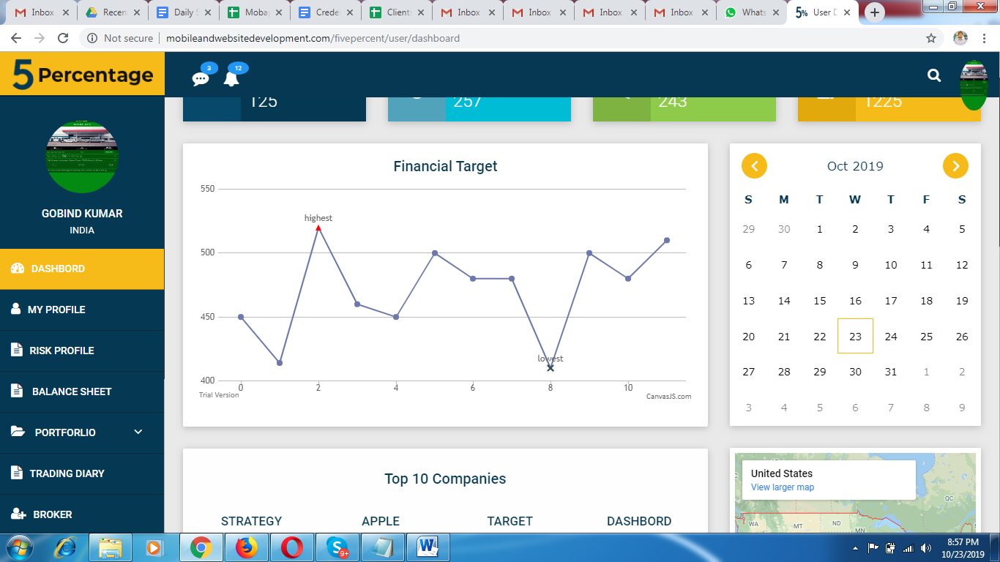 Inbox
Recen
Daily S
Moba
Crede
Client
Inbox
Inbox
Inbox
Inbox
Whats
5% User D
Not secure | mobileandwebsitedevelopment.com/fivepercent/user/dashboard
5 Percentage
3
12
125
257
243
1225
GOBIND KUMAR
INDIA
DASHBORD
MY PROFILE
RISK PROFILE
BALANCE SHEET
PORTFORLIO
TRADING DIARY
BROKER
Financial Target
550
500
450
400
highest
lowest
0 2 4 6 8 10
Trial Version
CanvasJS.com
Oct 2019
S M T W T F S
29 30 1 2 3 4 5
6 7 8 9 10 11 12
13 14 15 16 17 18 19
20 21 22 23 24 25 26
27 28 29 30 31 1 2
3 4 5 6 7 8 9
Top 10 Companies
STRATEGY APPLE TARGET DASHBORD
United States
View larger map
QC
WA
MT
ND
MN
9+
8:57 PM
10/23/2019